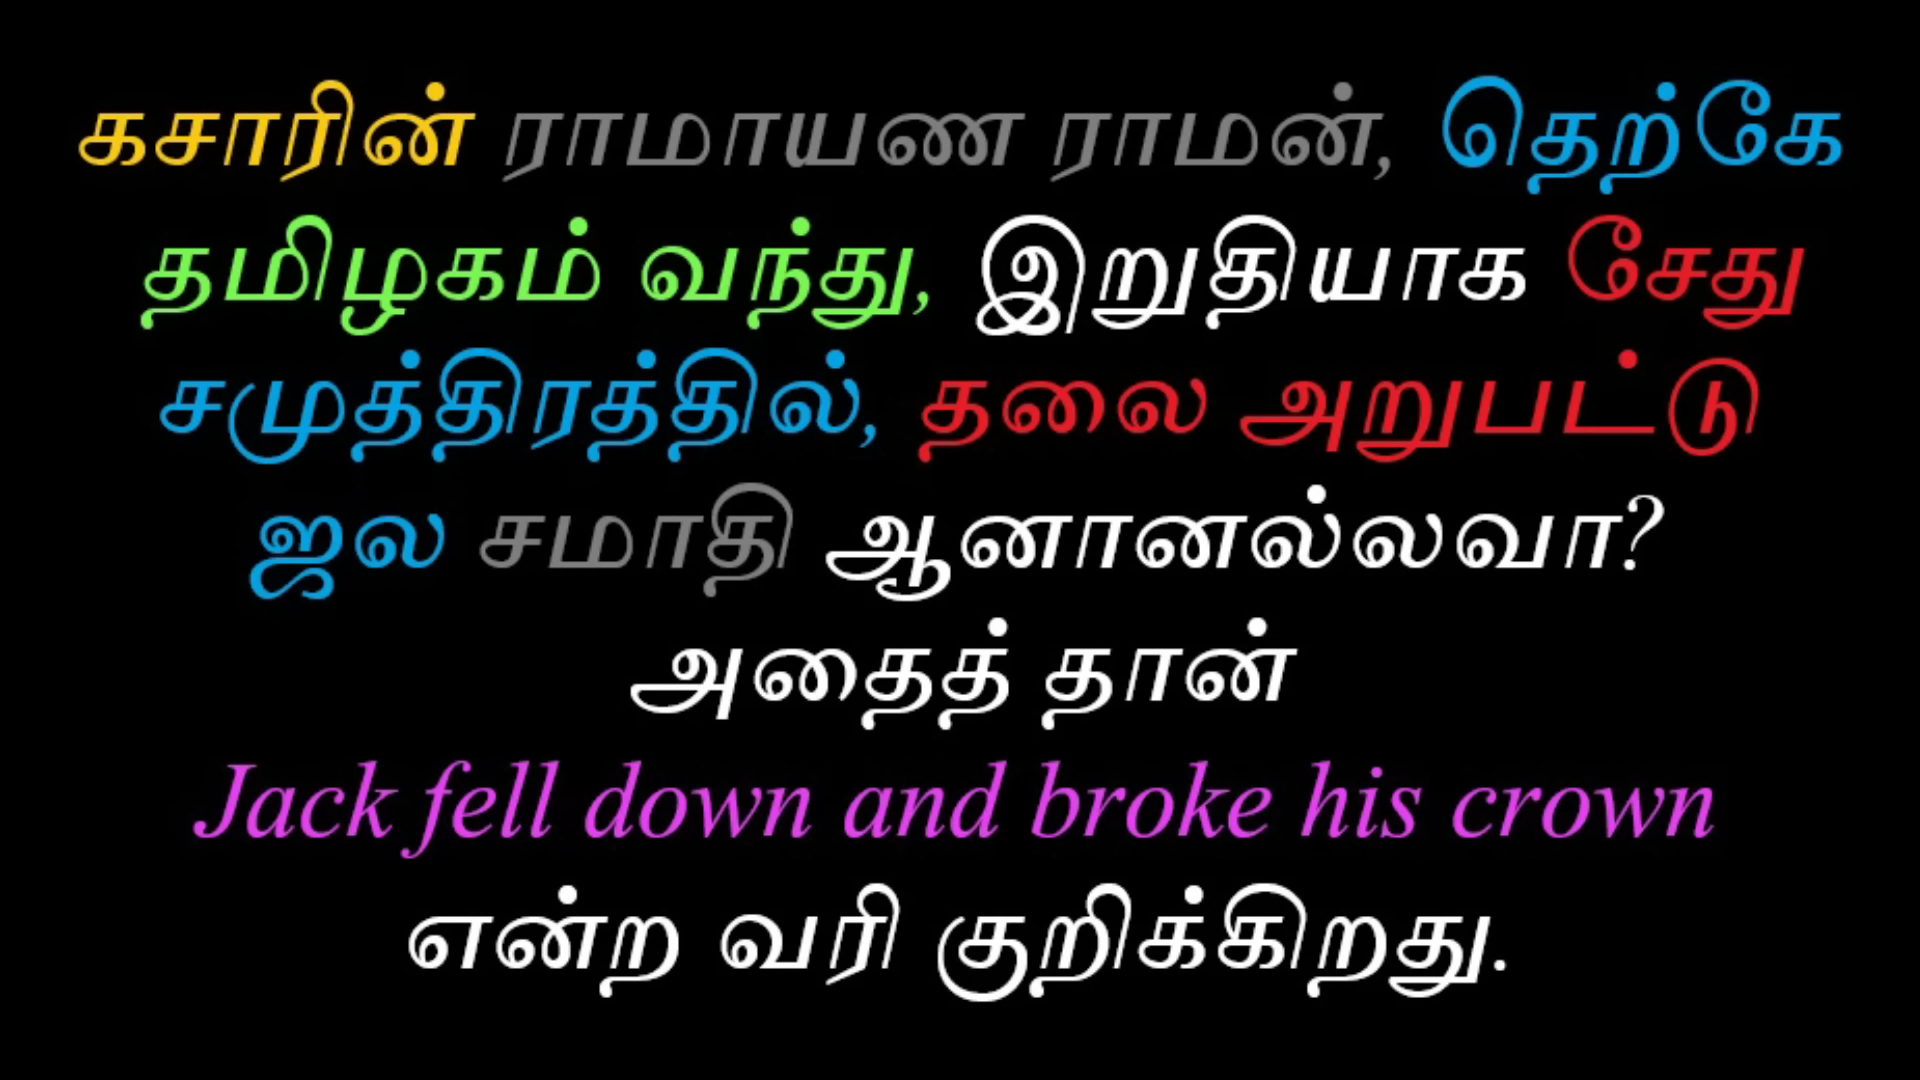 கசாரின் ராமாயண ராமன், தெற்கே
தமிழகம் வந்து, இறுதியாக சேது
சமுத்திரத்தில், தலை அறுபட்டு
ஜல சமாதி ஆனானல்லவா?
அதைத் தான்
Jack fell down and broke his crown
என்ற வரி குறிக்கிறது.